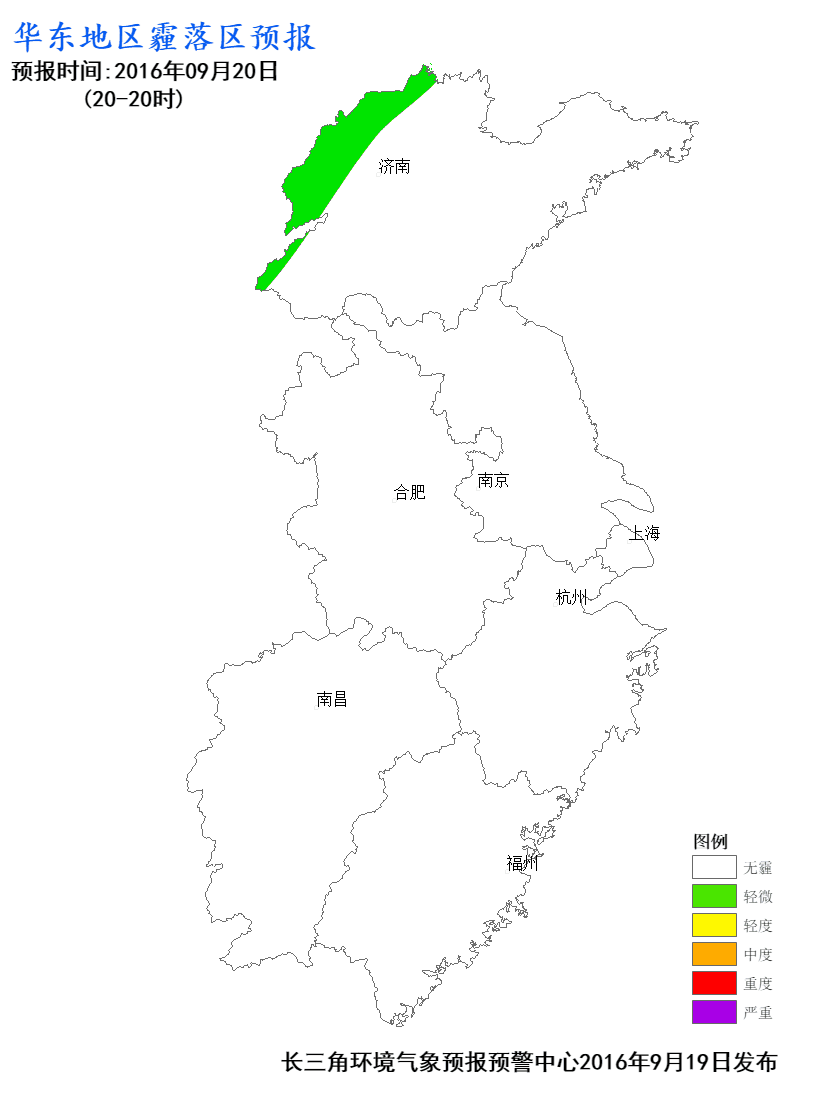 华东地区霾落区预报
预报时间:2016年09月20日
(20-20时)
济南
合肥
南京
上海
杭州
南昌
福州
图例
无霾
轻微
轻度
中度
重度
严重
长三角环境气象预报预警中心2016年9月19日发布